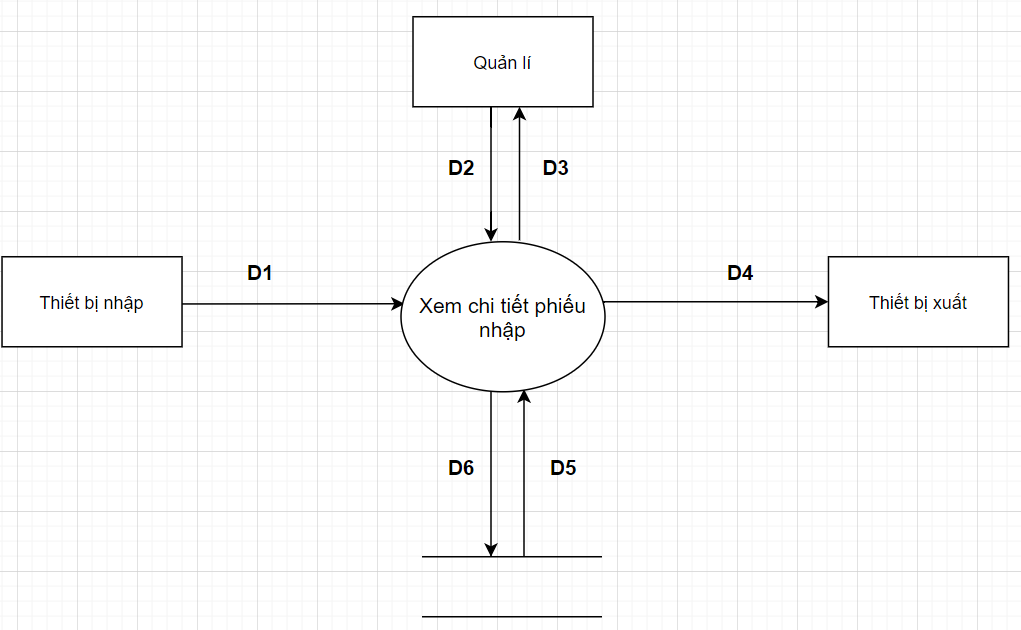 Quản lí
D2
D3
D1
D4
Thiết bị nhập
Xem chi tiết phiếu
nhập
Thiết bị xuất
D6
D5